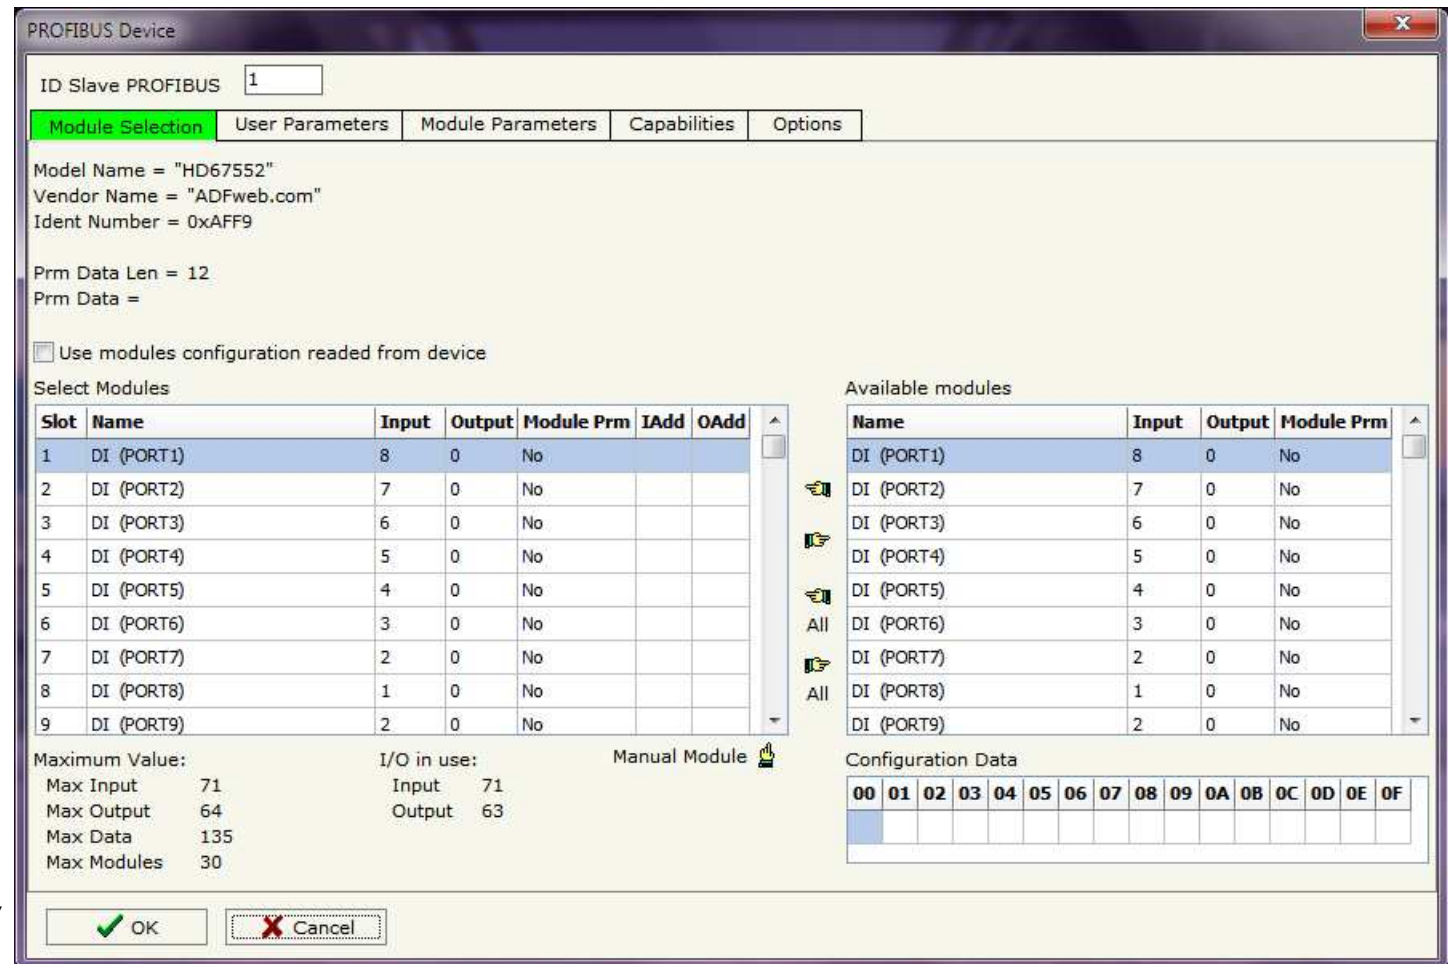 PROFIBUS Device
x
ID Slave PROFIBUS 1
Module Selection User Parameters Module Parameters Capabilities Options
Model Name = "HD67552"
Vendor Name = "ADFweb.com"
Ident Number = 0xAFF9
Prm Data Len = 12
Prm Data =
Use modules configuration readed from device
Select Modules
Slot Name Input Output Module Prm IAdd OAdd
1 DI (PORT1) 8 0 No
2 DI (PORT2) 7 0 No
3 DI (PORT3) 6 0 No
4 DI (PORT4) 5 0 No
5 DI (PORT5) 4 0 No
6 DI (PORT6) 3 0 No
7 DI (PORT7) 2 0 No
8 DI (PORT8) 1 0 No
9 DI (PORT9) 2 0 No
All
All
Available modules
Name Input Output Module Prm
DI (PORT1) 8 0 No
DI (PORT2) 7 0 No
DI (PORT3) 6 0 No
DI (PORT4) 5 0 No
DI (PORT5) 4 0 No
DI (PORT6) 3 0 No
DI (PORT7) 2 0 No
DI (PORT8) 1 0 No
DI (PORT9) 2 0 No
Maximum Value:
Max Input 71
Max Output 64
Max Data 135
Max Modules 30
I/O in use:
Input 71
Output 63
Manual Module
Configuration Data
00 01 02 03 04 05 06 07 08 09 0A 0B 0C 0D 0E 0F
OK
Cancel